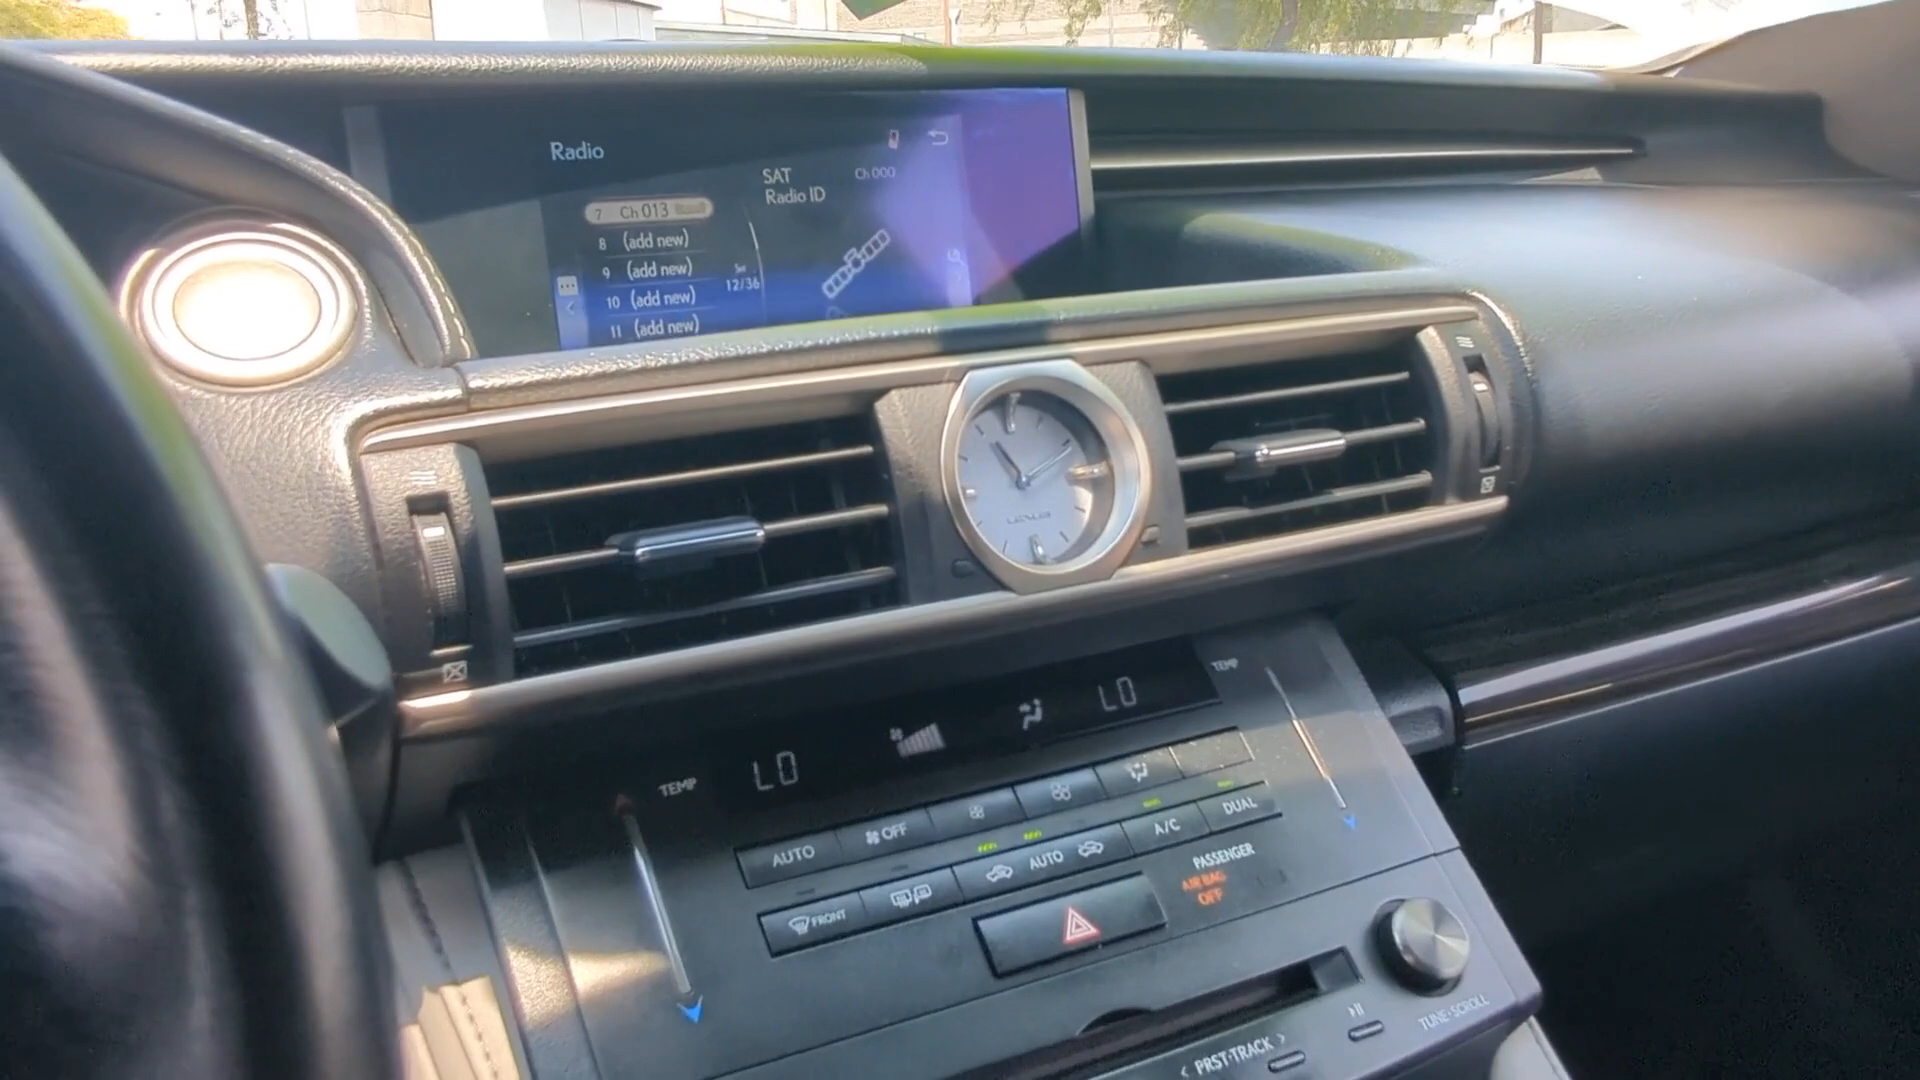 Radio
SAT
Ch 000
Radio ID
7 Ch 013
8 (add new)
9 (add new)
12/36
10 (add new)
11 (add new)
LEXUS
TEMP
LO
TEMP
LO
AUTO
OFF
A/C
DUAL
FRONT
AUTO
PASSENGER
AIR BAG
OFF
TUNE·SCROLL
< PRST·TRACK >